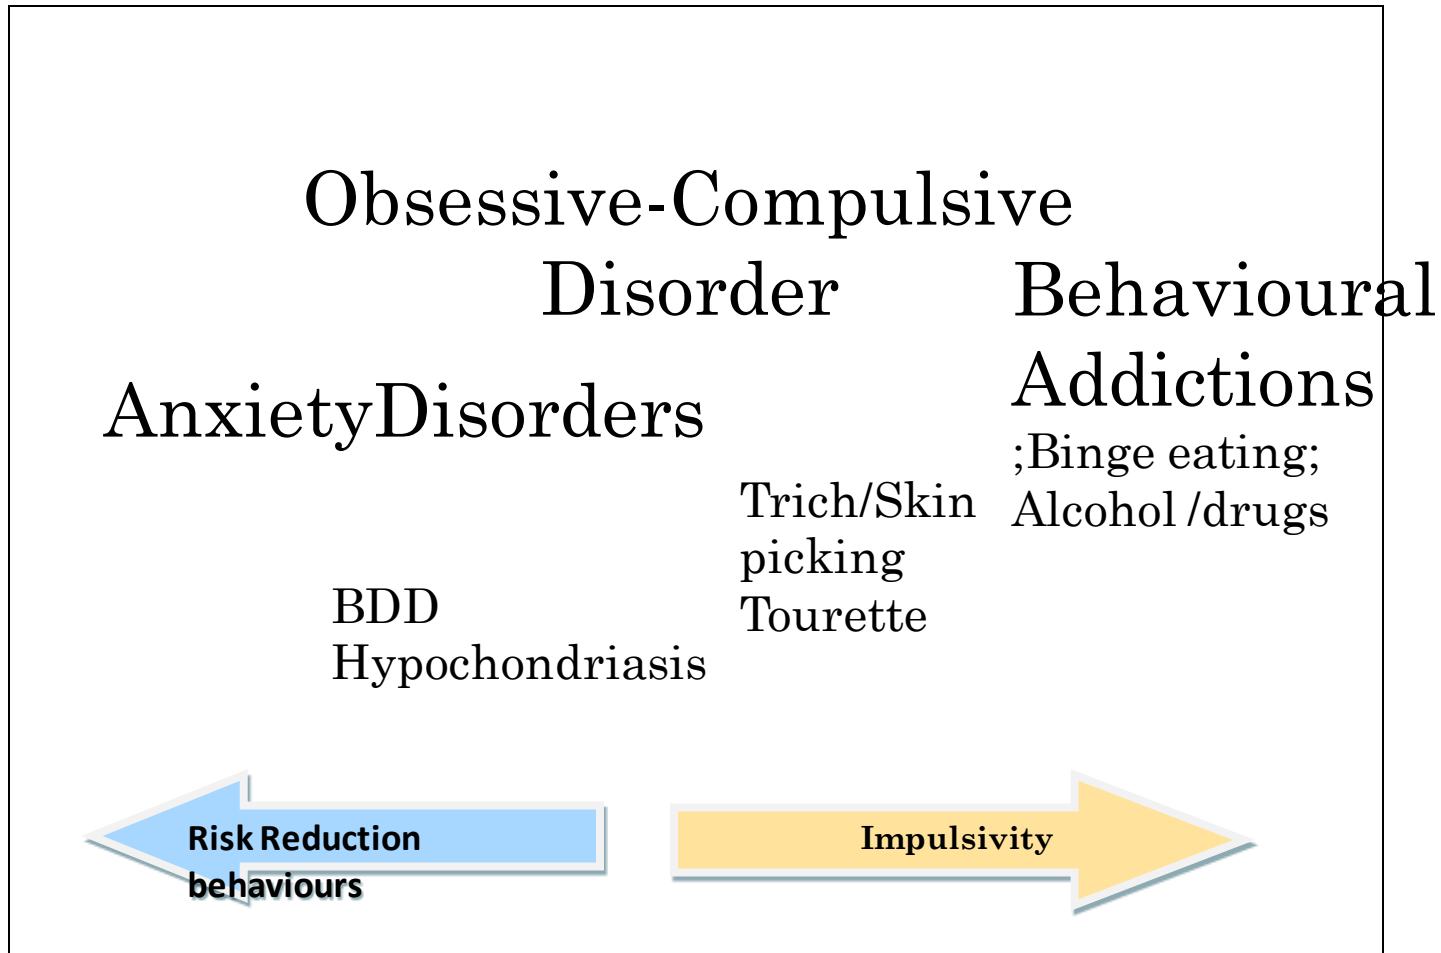 Obsessive-Compulsive
Disorder
Behavioural
Addictions
;Binge eating;
Alcohol /drugs
AnxietyDisorders
Trich/Skin
picking
Tourette
BDD
Hypochondriasis
Risk Reduction
behaviours
Impulsivity